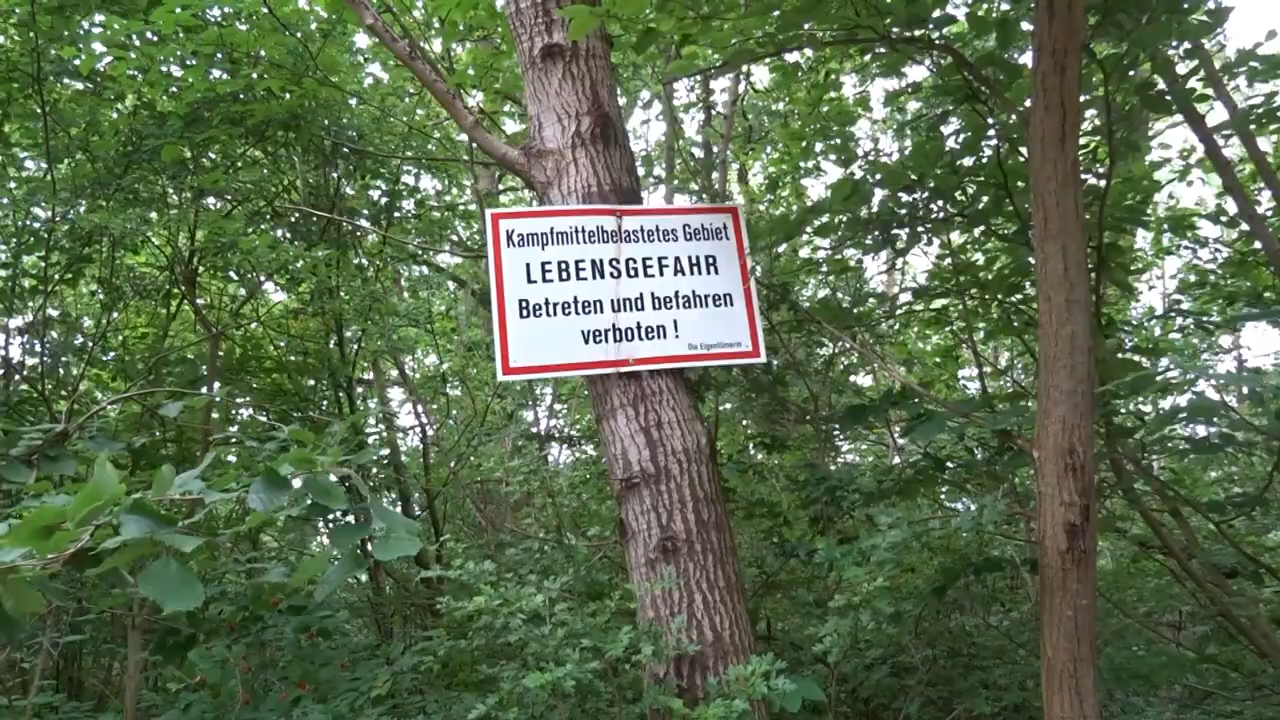 Kampfmittelbelastetes Gebiet
LEBENSGEFAHR
Betreten und befahren
verboten !
Die Eigentümerin